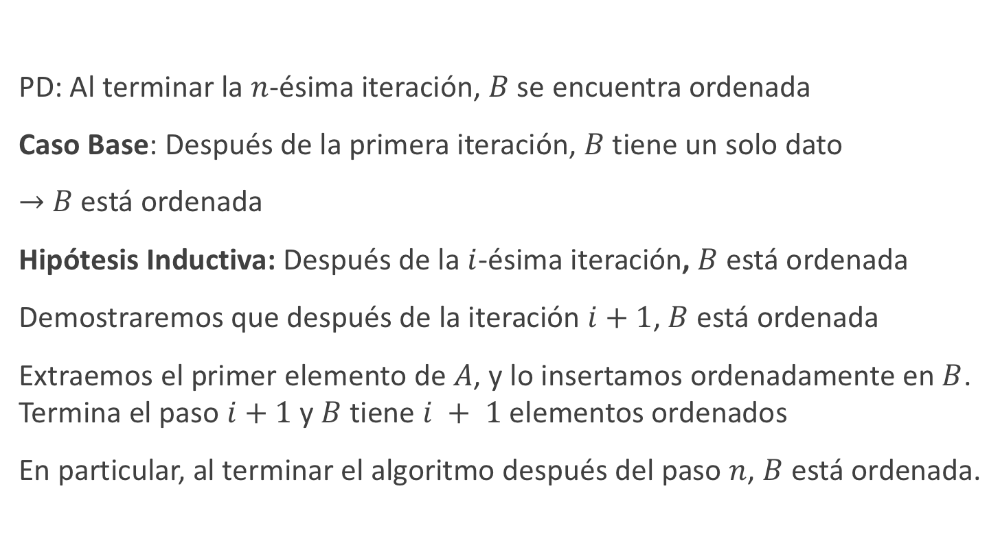 PD: Al terminar la n-ésima iteración, B se encuentra ordenada
Caso Base: Después de la primera iteración, B tiene un solo dato
→ B está ordenada
Hipótesis Inductiva: Después de la i-ésima iteración, B está ordenada
Demostraremos que después de la iteración i + 1, B está ordenada
Extraemos el primer elemento de A, y lo insertamos ordenadamente en B.
Termina el paso i + 1 y B tiene i + 1 elementos ordenados
En particular, al terminar el algoritmo después del paso n, B está ordenada.